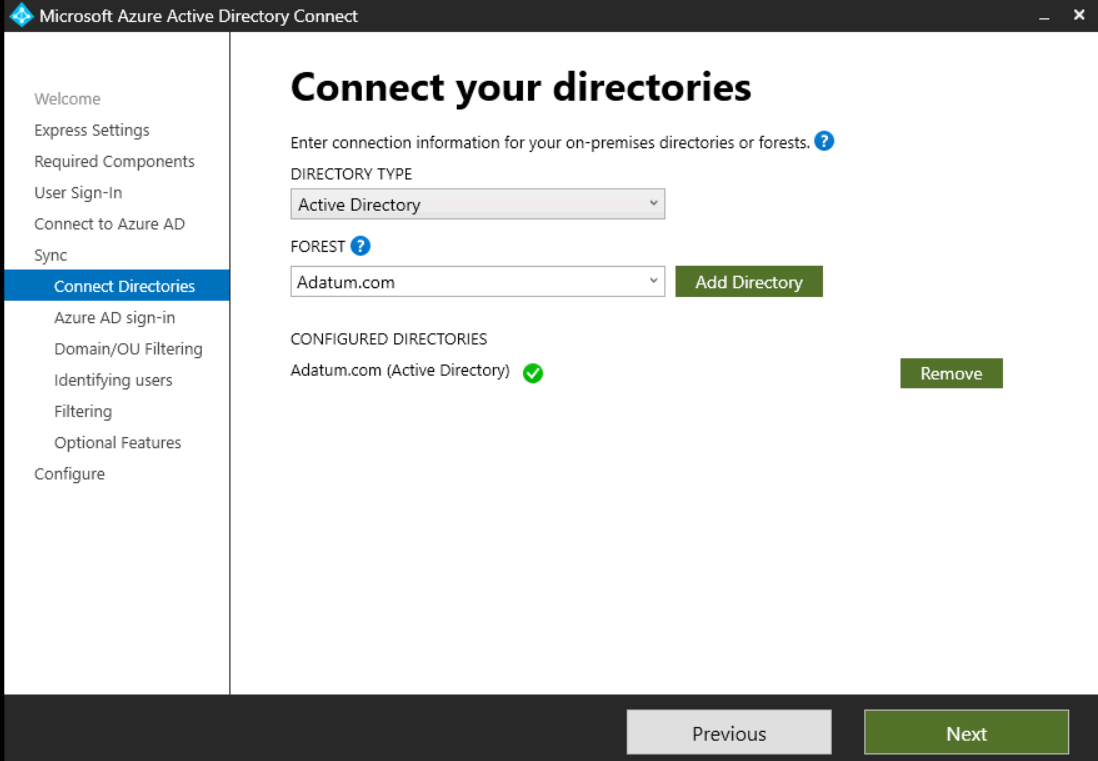 Microsoft Azure Active Directory Connect
Welcome
Express Settings
Required Components
User Sign-In
Connect to Azure AD
Sync
Connect Directories
Azure AD sign-in
Domain/OU Filtering
Identifying users
Filtering
Optional Features
Configure
Connect your directories
Enter connection information for your on-premises directories or forests. ?
DIRECTORY TYPE
Active Directory
FOREST ?
Adatum.com Add Directory
CONFIGURED DIRECTORIES
Adatum.com (Active Directory) Remove
Previous Next